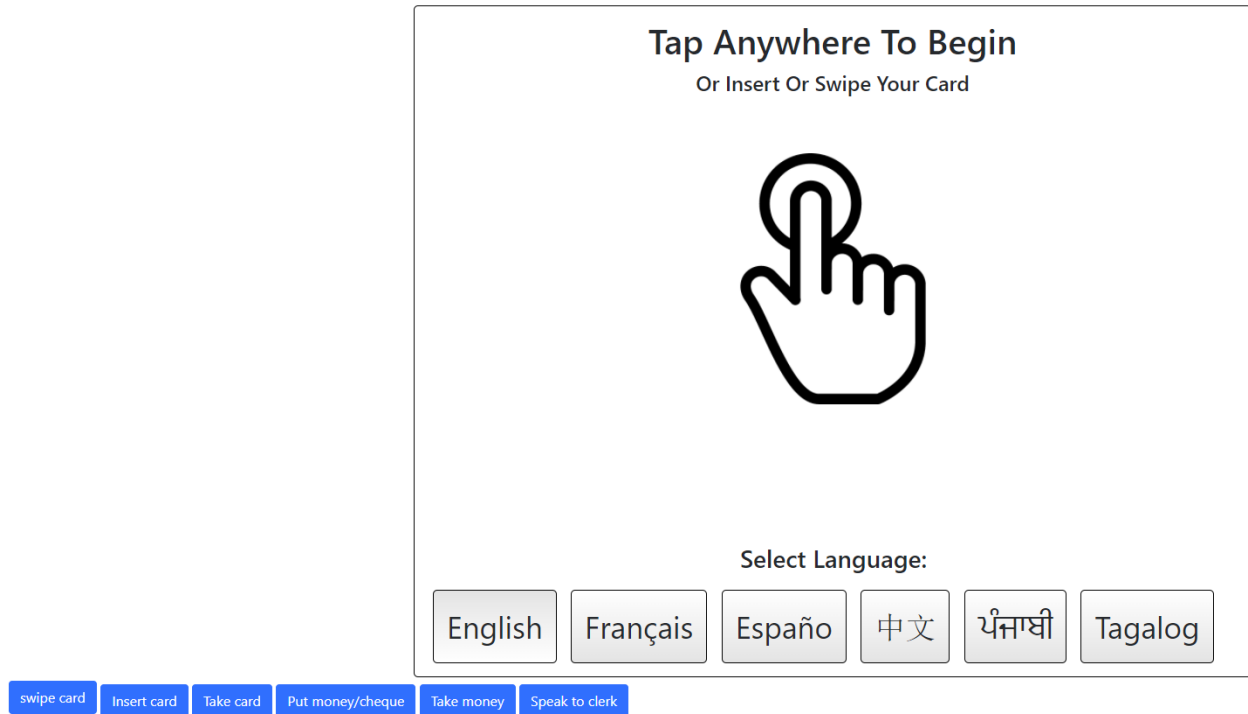 Tap Anywhere To Begin
Or Insert Or Swipe Your Card
Select Language:
English Français Españo 中文 ਪੰਜਾਬੀ Tagalog
swipe card Insert card Take card Put money/cheque Take money Speak to clerk